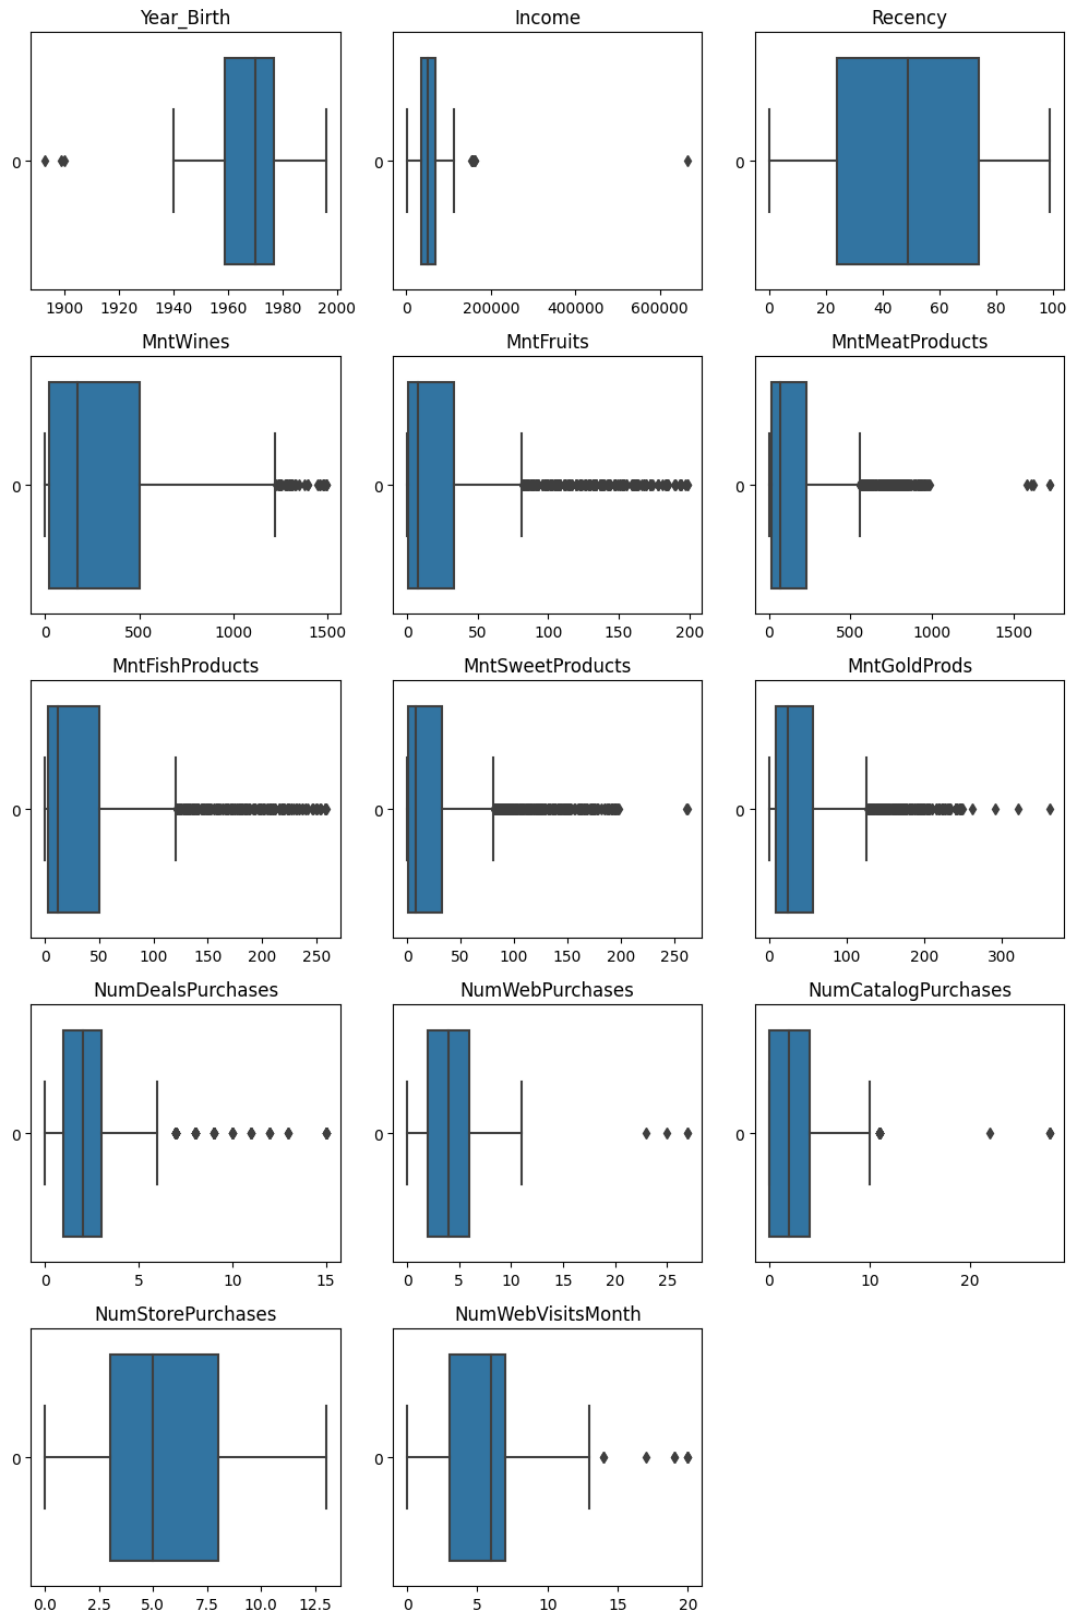 Year_Birth
0
1900 1920 1940 1960 1980 2000
Income
0
0 200000 400000 600000
Recency
0
0 20 40 60 80 100
MntWines
0
0 500 1000 1500
MntFruits
0
0 50 100 150 200
MntMeatProducts
0
0 500 1000 1500
MntFishProducts
0
0 50 100 150 200 250
MntSweetProducts
0
0 50 100 150 200 250
MntGoldProds
0
0 100 200 300
NumDealsPurchases
0
0 5 10 15
NumWebPurchases
0
0 5 10 15 20 25
NumCatalogPurchases
0
0 10 20
NumStorePurchases
0
0.0 2.5 5.0 7.5 10.0 12.5
NumWebVisitsMonth
0
0 5 10 15 20